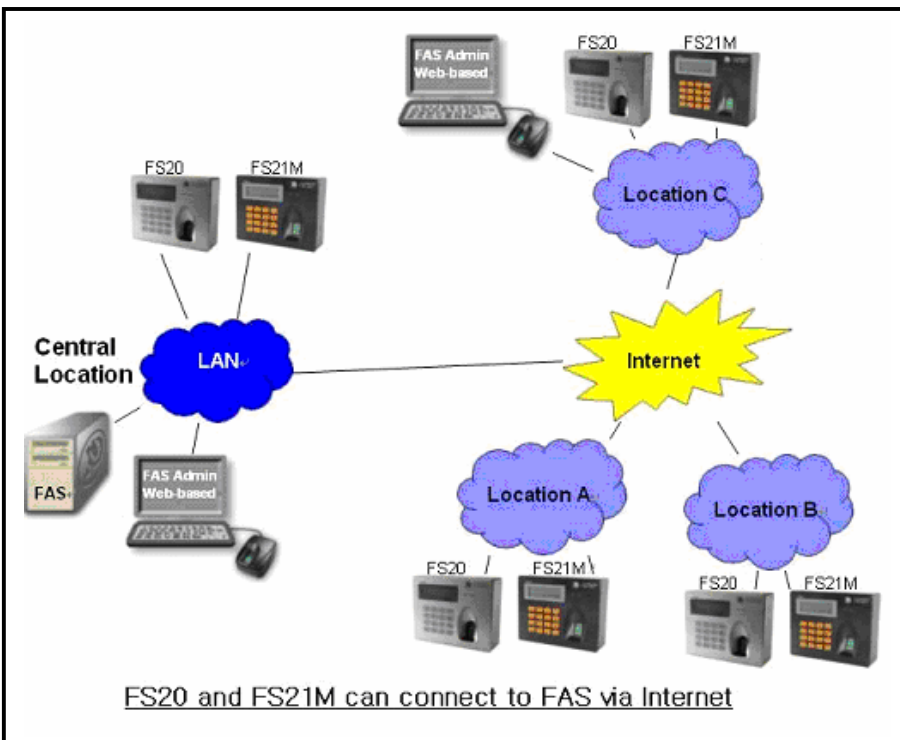 FAS Admin
Web-based
FS20
FS21M
Location C
FS20
FS21M
Central
Location
LAN
Internet
FAS
FAS Admin
Web-based
Location A
Location B
FS20
FS21M
FS20
FS21M
FS20 and FS21M can connect to FAS via Internet